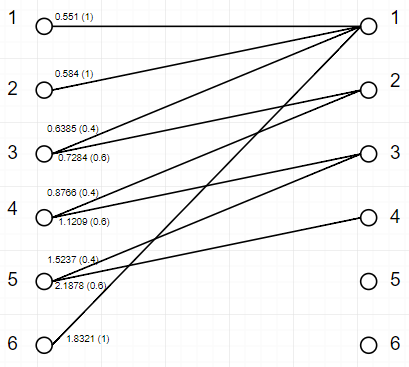 1 0.551 (1) 1
2 0.584 (1) 2
0.6385 (0.4)
3 0.7284 (0.6) 3
0.8766 (0.4)
4 1.1209 (0.6) 4
1.5237 (0.4)
5 2.1878 (0.6) 5
6 1.8321 (1) 6